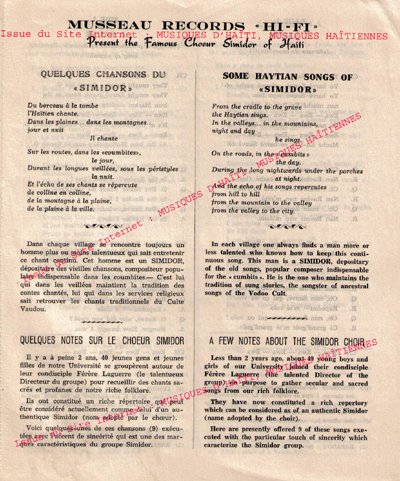 MUSSEAU RECORDS "HI-FI"
Issue du Site Internet : MUSIQUES D'HAÏTI, MUSIQUES HAÏTIENNES
Present the Famous Choeur Simidor of Haiti
QUELQUES CHANSONS DU
«SIMIDOR»
Du berceau à la tombe
l'Haïtien chante.
Dans les plaines... dans les montagnes...
jour et nuit
Il chante
Sur les routes, dans les «coumbites»,
le jour,
Durant les longues veillées, sous les péristyles
la nuit
Et l'écho de ses chants se répercute
de colline en colline,
de la montagne à la plaine,
de la plaine à la ville.
Dans chaque village se rencontre toujours un
homme plus ou moins talentueux qui sait entretenir
ce chant continu. Cet homme est un SIMIDOR,
dépositaire des vieilles chansons, compositeur popu-
laire indispensable dans les coumbites.— C'est lui
qui dans les veillées maintient la tradition des
contes chantés, lui qui dans les services religieux
sait retrouver les chants traditionnels du Culte
Vaudou.
QUELQUES NOTES SUR LE CHOEUR SIMIDOR
Il y a à peine 2 ans, 40 jeunes gens et jeunes
filles de notre Université se groupèrent autour de
leur condisciple Férère Laguerre (le talentueux
Directeur du groupe) pour recueillir des chants sa-
crés et profanes de notre riche folklore.
Ils ont constitué un riche répertoire qui peut
être considéré actuellement comme celui d'un au-
thentique Simidor (nom adopté par le choeur).
Voici quelques-unes de ces chansons (9) exécu-
tées avec l'accent de sincérité qui est une des mar-
ques caractéristiques du groupe Simidor.
SOME HAYTIAN SONGS OF
«SIMIDOR»
From the cradle to the grave
the Haytian sings.
In the valleys... in the mountains,
night and day
he sings.
On the roads, in the «cumbits»
the day.
During the long nightwards under the porches
at night.
And the echo of his songs repercutes
from hill to hill
from the mountain to the valley
from the valley to the city.
In each village one always finds a man more or
less talented who knows how to keep this conti-
nuous song. This man is a SIMIDOR, depositary
of the old songs, popular composer indispensable
for the « cumbits ». He is the one who maintains the
tradition of sung stories, the songster of ancestral
songs of the Vodoo Cult.
A FEW NOTES ABOUT THE SIMIDOR CHOIR
Less than 2 years ago, about 40 young boys and
girls of our University joined their condisciple
Férère Laguerre (the talented Director of the
group) in purpose to gather secular and sacred
songs from our rich folklore.
They have now constituted a rich repertory
which can be considered as of an authentic Simidor
(name adopted by the choir).
Here are presently offered 9 of these songs exe-
cuted with the particular touch of sincerity which
caracterize the Simidor group.
Issue du Site Internet : MUSIQUES D'HAÏTI, MUSIQUES HAÏTIENNES
Issue du Site Internet : MUSIQUES D'HAÏTI, MUSIQUES HAÏTIENNES